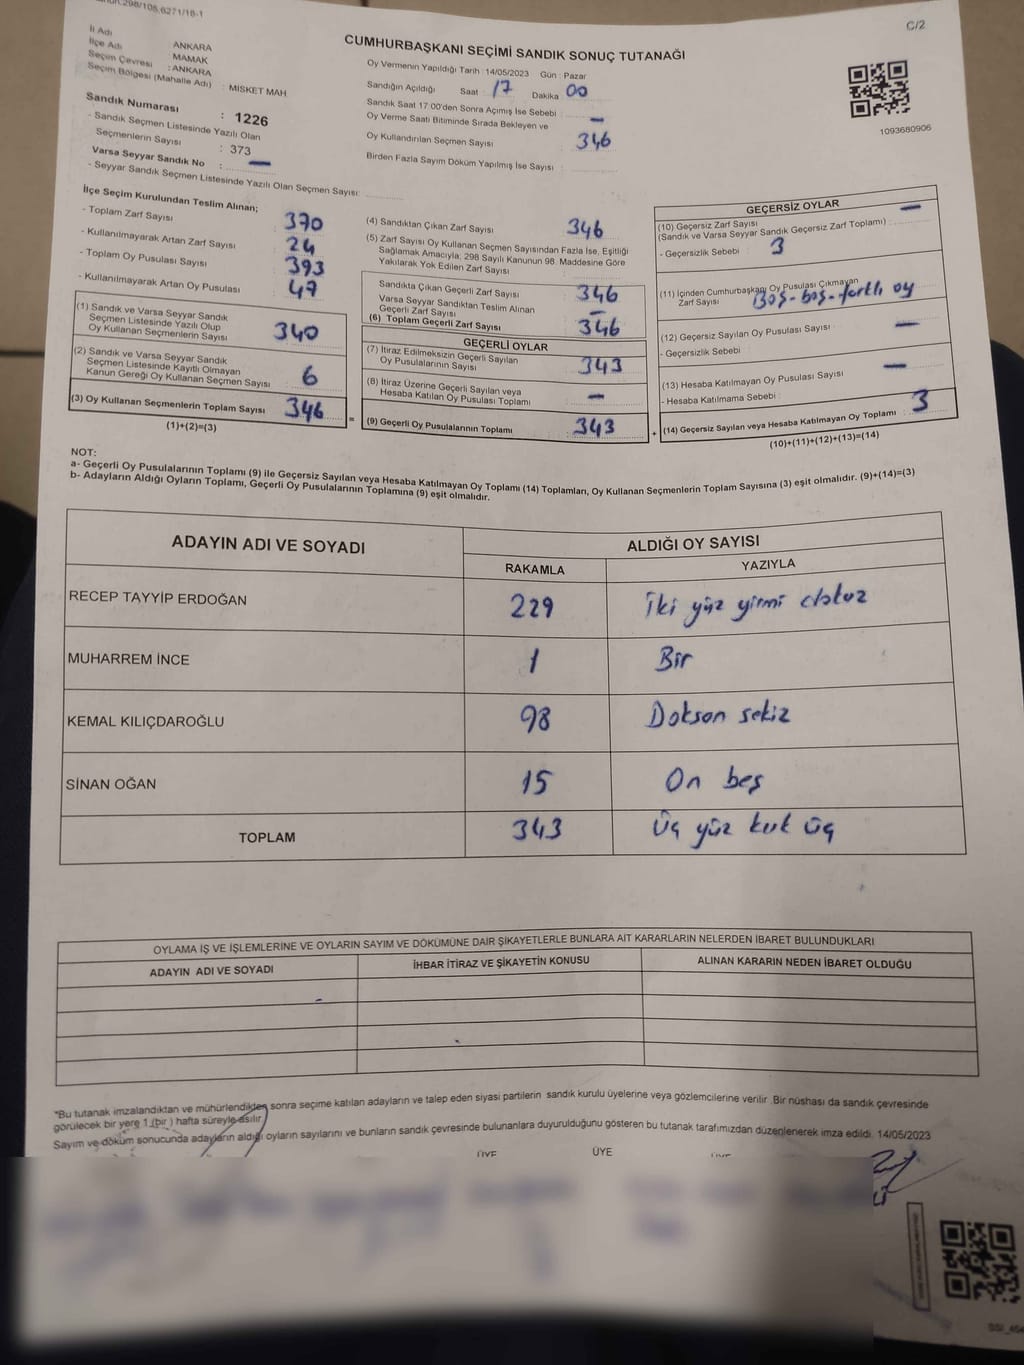 298/108,6271/18-1
C/2
İl Adı
İlçe Adı ANKARA
Seçim Çevresi MAMAK
Seçim Bölgesi (Mahalle Adı) : ANKARA
: MİSKET MAH.
CUMHURBAŞKANI SEÇİMİ SANDIK SONUÇ TUTANAĞI
Oy Vermenin Yapıldığı Tarih : 14/05/2023 Gün : Pazar
Sandığın Açıldığı Saat : 17 Dakika 00
Sandık Saat 17:00'den Sonra Açımış İse Sebebi :
Oy Verme Saati Bitiminde Sırada Bekleyen ve —
Oy Kullandırılan Seçmen Sayısı : 346
Birden Fazla Sayım Döküm Yapılmış İse Sayısı :
1093680906
Sandık Numarası : 1226
- Sandık Seçmen Listesinde Yazılı Olan
Seçmenlerin Sayısı : 373
Varsa Seyyar Sandık No : —
- Seyyar Sandık Seçmen Listesinde Yazılı Olan Seçmen Sayısı:
İlçe Seçim Kurulundan Teslim Alınan;
- Toplam Zarf Sayısı : 370
- Kullanılmayarak Artan Zarf Sayısı : 24
- Toplam Oy Pusulası Sayısı : 393
- Kullanılmayarak Artan Oy Pusulası : 47
(1) Sandık ve Varsa Seyyar Sandık
Seçmen Listesinde Yazılı Olup
Oy Kullanan Seçmenlerin Sayısı : 340
(2) Sandık ve Varsa Seyyar Sandık
Seçmen Listesinde Kayıtlı Olmayan
Kanun Gereği Oy Kullanan Seçmen Sayısı : 6
(3) Oy Kullanan Seçmenlerin Toplam Sayısı : 346
(1)+(2)=(3)
(4) Sandıktan Çıkan Zarf Sayısı : 346
(5) Zarf Sayısı Oy Kullanan Seçmen Sayısından Fazla İse, Eşitliği
Sağlamak Amacıyla; 298 Sayılı Kanunun 98. Maddesine Göre
Yakılarak Yok Edilen Zarf Sayısı :
Sandıkta Çıkan Geçerli Zarf Sayısı : 346
Varsa Seyyar Sandıktan Teslim Alınan
Geçerli Zarf Sayısı : —
(6) Toplam Geçerli Zarf Sayısı : 346
GEÇERLİ OYLAR
(7) İtiraz Edilmeksizin Geçerli Sayılan
Oy Pusulalarının Sayısı : 343
(8) İtiraz Üzerine Geçerli Sayılan veya
Hesaba Katılan Oy Pusulası Toplamı : —
= (9) Geçerli Oy Pusulalarının Toplamı : 343
GEÇERSİZ OYLAR
(10) Geçersiz Zarf Sayısı —
(Sandık ve Varsa Seyyar Sandık Geçersiz Zarf Toplamı) :
- Geçersizlik Sebebi : 3
(11) İçinden Cumhurbaşkanı Oy Pusulası Çıkmayan
Zarf Sayısı : Boş-boş-farklı oy
(12) Geçersiz Sayılan Oy Pusulası Sayısı : —
- Geçersizlik Sebebi :
(13) Hesaba Katılmayan Oy Pusulası Sayısı : —
- Hesaba Katılmama Sebebi :
+ (14) Geçersiz Sayılan veya Hesaba Katılmayan Oy Toplamı : 3
(10)+(11)+(12)+(13)=(14)
NOT:
a- Geçerli Oy Pusulalarının Toplamı (9) ile Geçersiz Sayılan veya Hesaba Katılmayan Oy Toplamı (14) Toplamları, Oy Kullanan Seçmenlerin Toplam Sayısına (3) eşit olmalıdır. (9)+(14)=(3)
b- Adayların Aldığı Oyların Toplamı, Geçerli Oy Pusulalarının Toplamına (9) eşit olmalıdır.
ADAYIN ADI VE SOYADI
ALDIĞI OY SAYISI
RAKAMLA YAZIYLA
RECEP TAYYİP ERDOĞAN 229 İki yüz yirmi dokuz
MUHARREM İNCE 1 Bir
KEMAL KILIÇDAROĞLU 98 Doksan sekiz
SİNAN OĞAN 15 On beş
TOPLAM 343 Üç yüz kırk üç
OYLAMA İŞ VE İŞLEMLERİNE VE OYLARIN SAYIM VE DÖKÜMÜNE DAİR ŞİKAYETLERLE BUNLARA AİT KARARLARIN NELERDEN İBARET BULUNDUKLARI
ADAYIN ADI VE SOYADI İHBAR İTİRAZ VE ŞİKAYETİN KONUSU ALINAN KARARIN NEDEN İBARET OLDUĞU
*Bu tutanak imzalandıktan ve mühürlendikten sonra seçime katılan adayların ve talep eden siyasi partilerin sandık kurulu üyelerine veya gözlemcilerine verilir .Bir nüshası da sandık çevresinde
görülecek bir yere 1 (bir ) hafta süreyle asılır.
Sayım ve döküm sonucunda adayların aldığı oyların sayılarını ve bunların sandık çevresinde bulunanlara duyurulduğunu gösteren bu tutanak tarafımızdan düzenlenerek imza edildi. 14/05/2023
ÜYE ÜYE